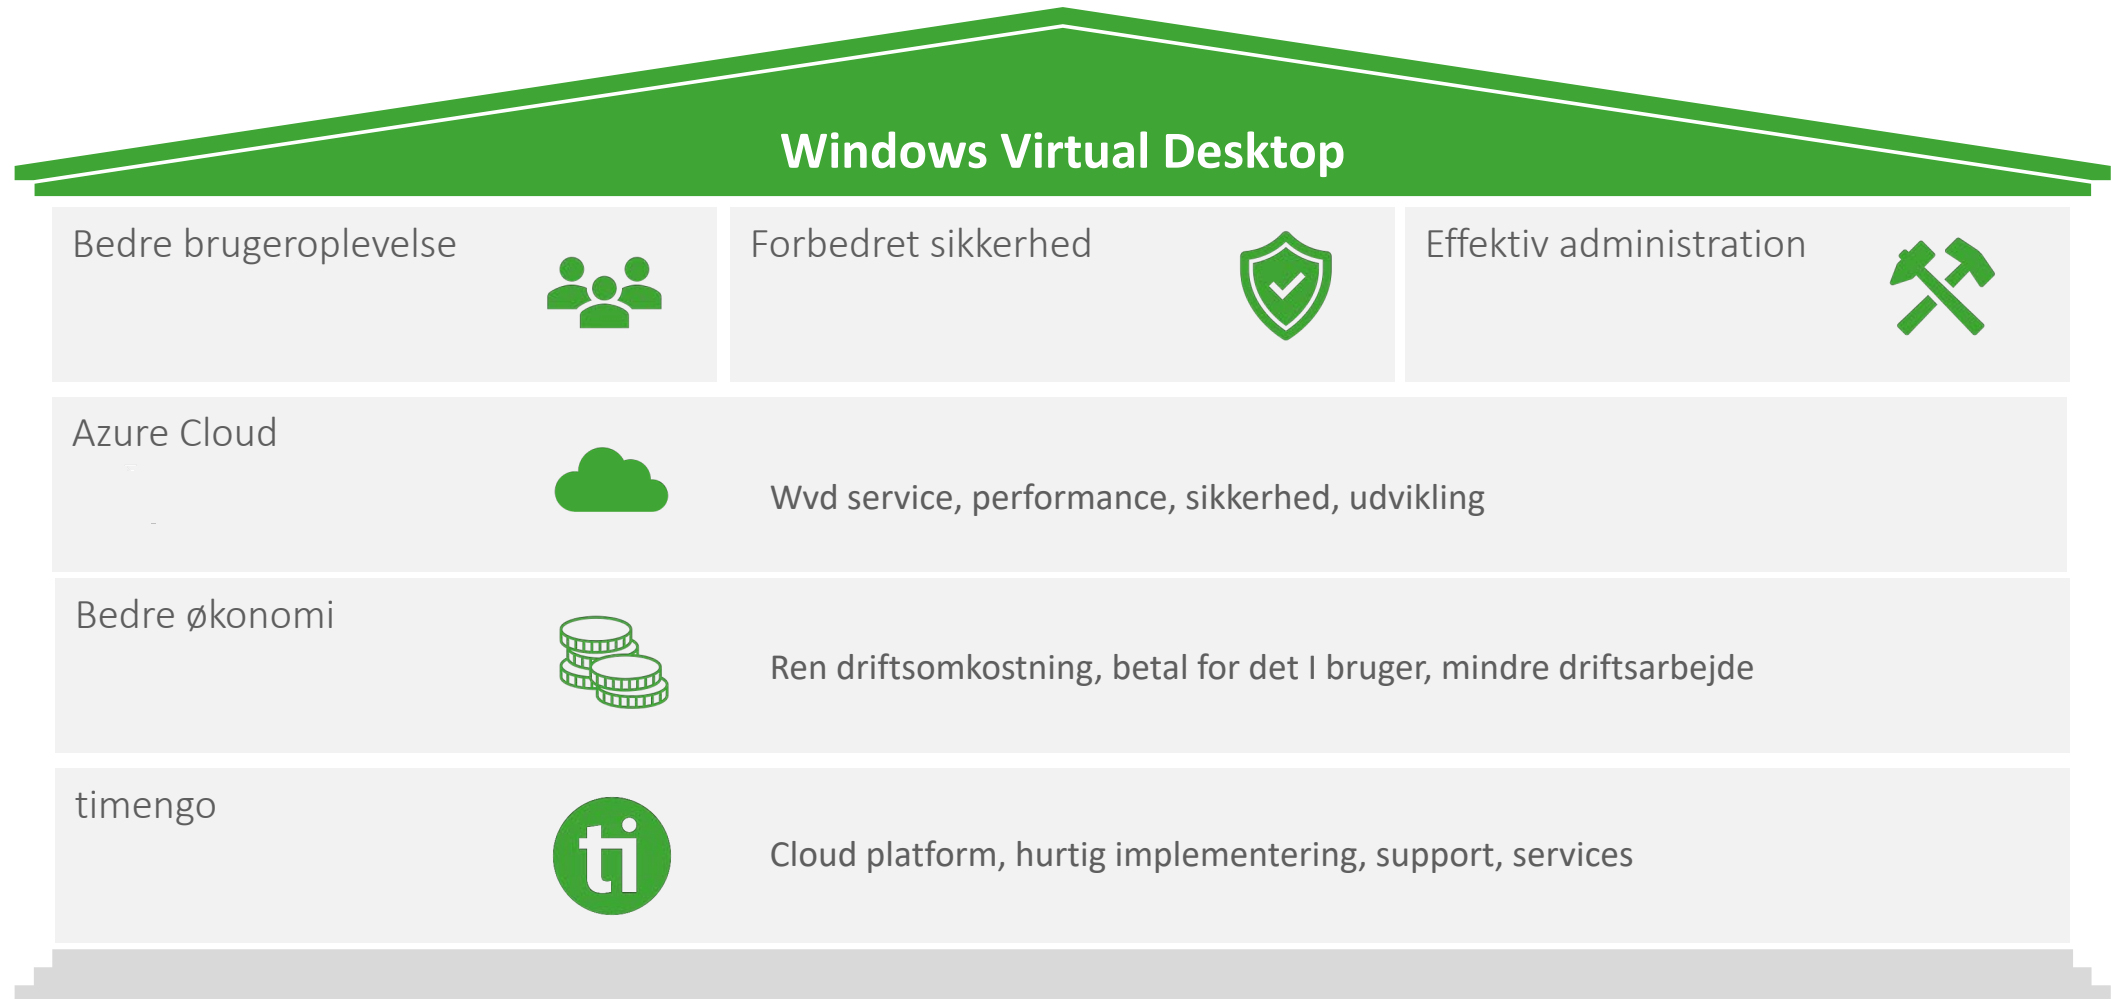 Windows Virtual Desktop
Bedre brugeroplevelse
Forbedret sikkerhed
Effektiv administration
Azure Cloud
Wvd service, performance, sikkerhed, udvikling
Bedre økonomi
Ren driftsomkostning, betal for det I bruger, mindre driftsarbejde
timengo
ti
Cloud platform, hurtig implementering, support, services